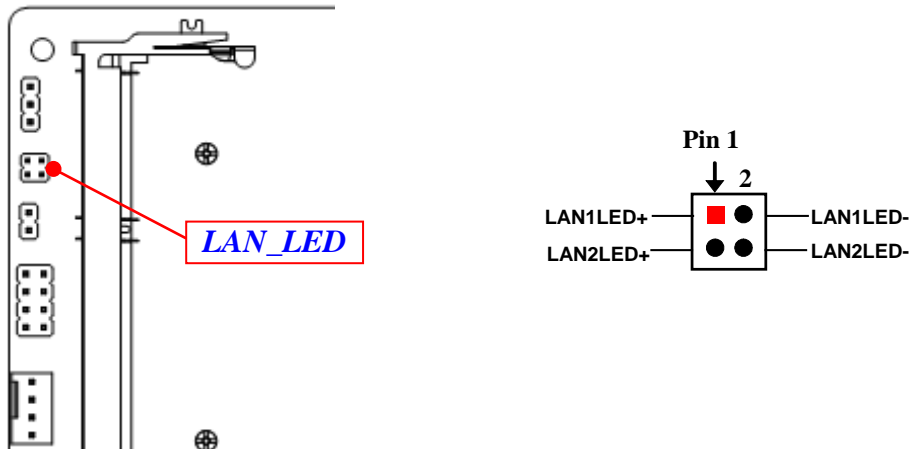 Pin 1
2
LAN1LED+ LAN1LED-
LAN2LED+ LAN2LED-
LAN_LED